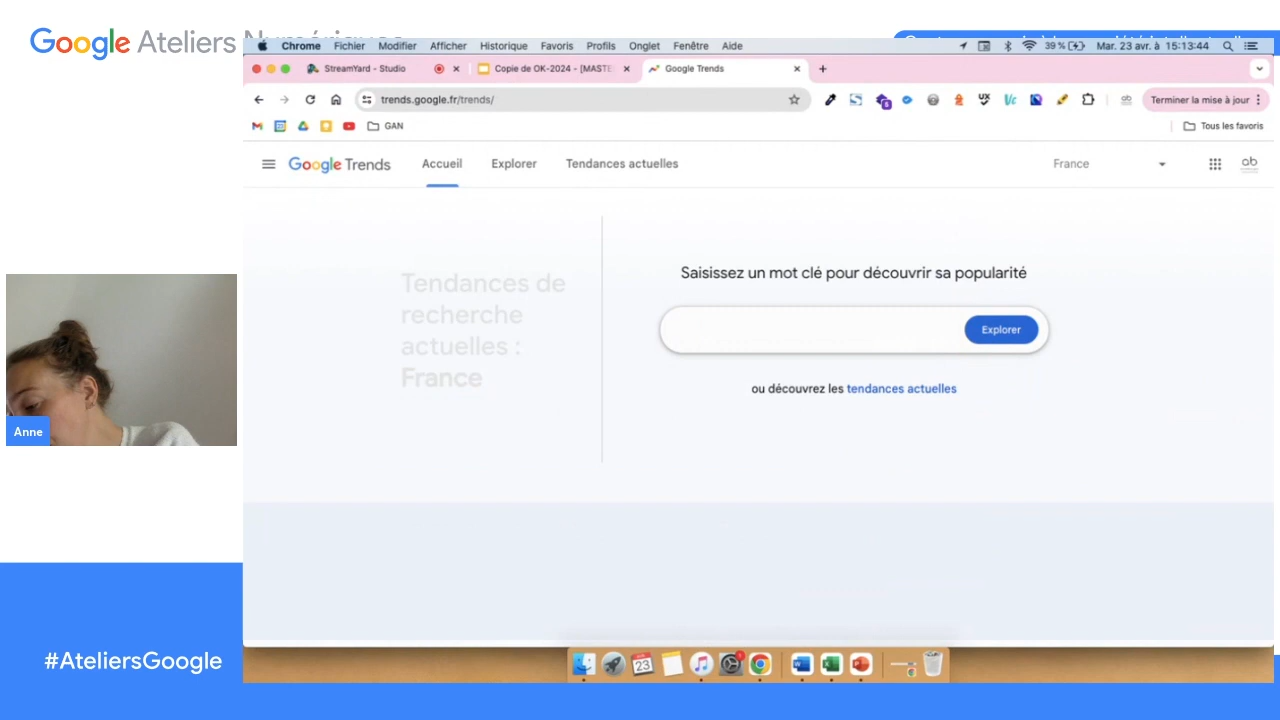 Google Ateliers Numériques
Chrome Fichier Modifier Afficher Historique Favoris Profils Onglet Fenêtre Aide
39 % Mar. 23 avr. à 15:13:44
StreamYard - Studio
Copie de OK-2024 - [MASTE
Google Trends
trends.google.fr/trends/
Terminer la mise à jour
GAN
Tous les favoris
Google Trends Accueil Explorer Tendances actuelles France
ab
Tendances de
recherche
actuelles :
France
Saisissez un mot clé pour découvrir sa popularité
Explorer
ou découvrez les tendances actuelles
Anne
#AteliersGoogle
23